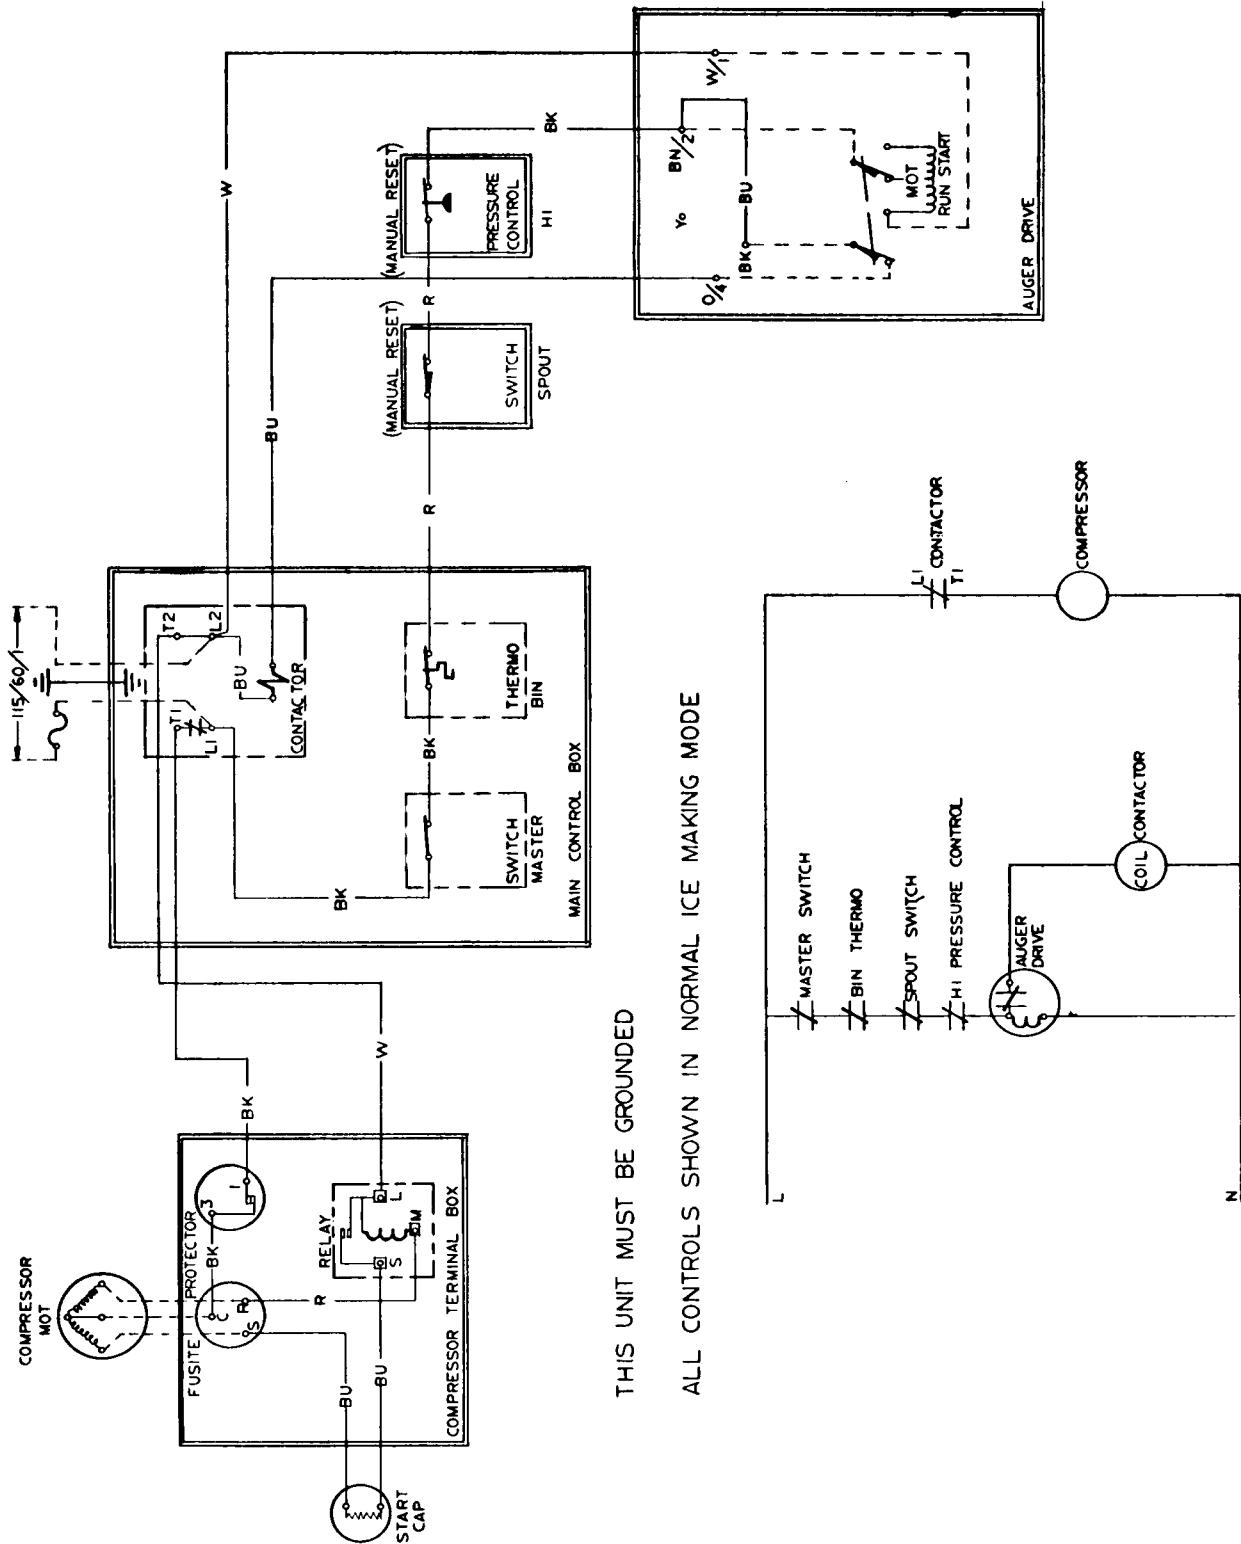 115/60/1
COMPRESSOR
MOT
FUSITE
PROTECTOR
3
1
BK
C
R
S
R
RELAY
L
M
S
COMPRESSOR TERMINAL BOX
BU
BU
START
CAP
BK
W
T1
L1
T2
L2
BU
CONTACTOR
BK
SWITCH
MASTER
BK
THERMO
BIN
MAIN CONTROL BOX
W
BU
R
(MANUAL RESET)
SWITCH
SPOUT
R
(MANUAL RESET)
PRESSURE
CONTROL
HI
BK
W/1
BN/2
Yo
O/4
BK
BU
MOT
RUN START
AUGER DRIVE
THIS UNIT MUST BE GROUNDED
ALL CONTROLS SHOWN IN NORMAL ICE MAKING MODE
L
N
MASTER SWITCH
BIN THERMO
SPOUT SWITCH
HI PRESSURE CONTROL
AUGER
DRIVE
COIL CONTACTOR
L1
CONTACTOR
T1
COMPRESSOR